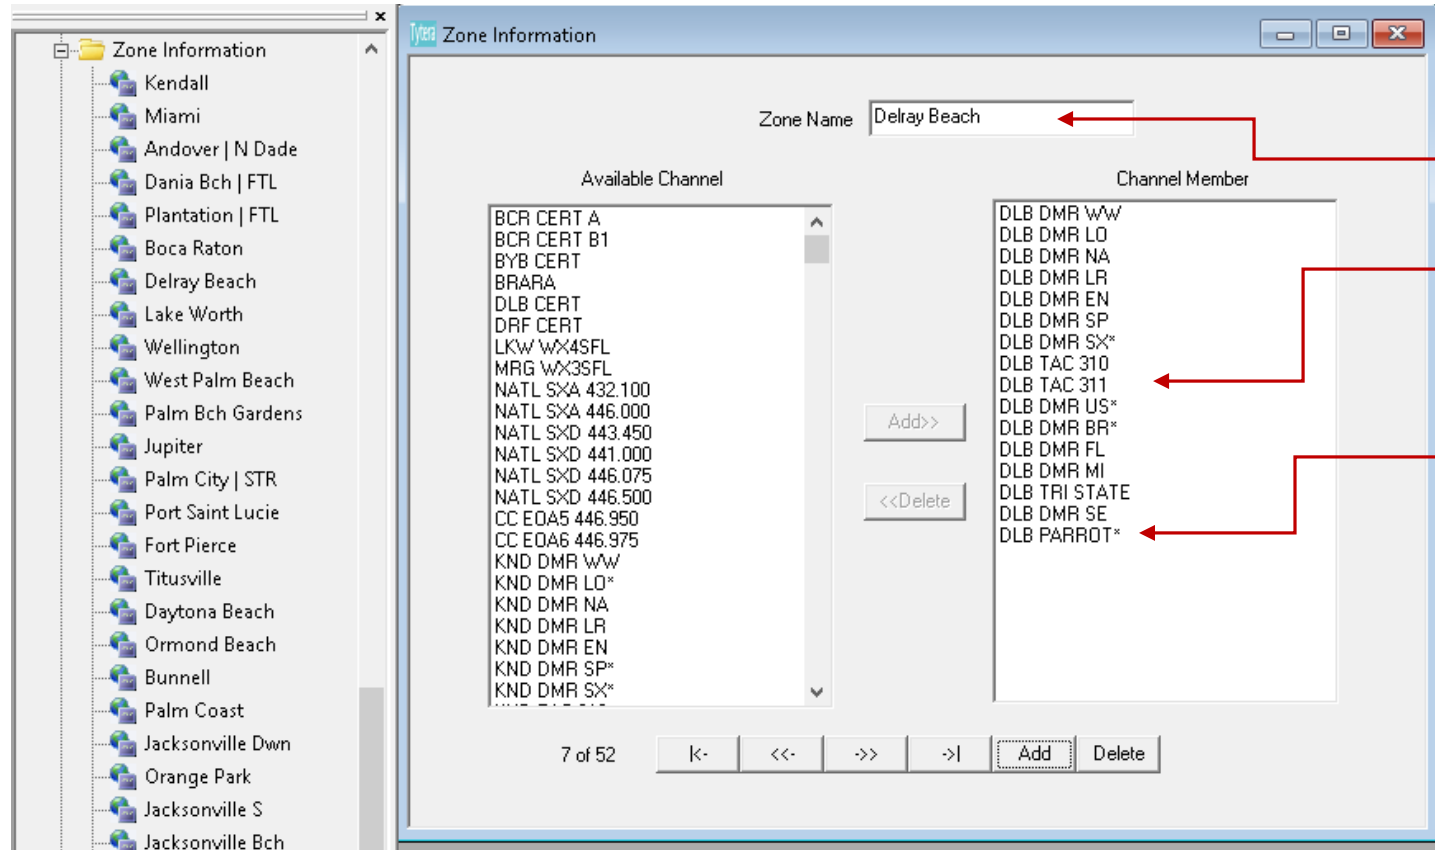 x
Zone Information
Kendall
Miami
Andover | N Dade
Dania Bch | FTL
Plantation | FTL
Boca Raton
Delray Beach
Lake Worth
Wellington
West Palm Beach
Palm Bch Gardens
Jupiter
Palm City | STR
Port Saint Lucie
Fort Pierce
Titusville
Daytona Beach
Ormond Beach
Bunnell
Palm Coast
Jacksonville Dwn
Orange Park
Jacksonville S
Jacksonville Bch
Tytera Zone Information
Zone Name Delray Beach
Available Channel
BCR CERT A
BCR CERT B1
BYB CERT
BRARA
DLB CERT
DRF CERT
LKW WX4SFL
MRG WX3SFL
NATL SXA 432.100
NATL SXA 446.000
NATL SXD 443.450
NATL SXD 441.000
NATL SXD 446.075
NATL SXD 446.500
CC EOA5 446.950
CC EOA6 446.975
KND DMR WW
KND DMR LO*
KND DMR NA
KND DMR LR
KND DMR EN
KND DMR SP*
KND DMR SX*
Add>>
<<Delete
Channel Member
DLB DMR WW
DLB DMR LO
DLB DMR NA
DLB DMR LR
DLB DMR EN
DLB DMR SP
DLB DMR SX*
DLB TAC 310
DLB TAC 311
DLB DMR US*
DLB DMR BR*
DLB DMR FL
DLB DMR MI
DLB TRI STATE
DLB DMR SE
DLB PARROT*
7 of 52 |<- <<- ->> ->| Add Delete